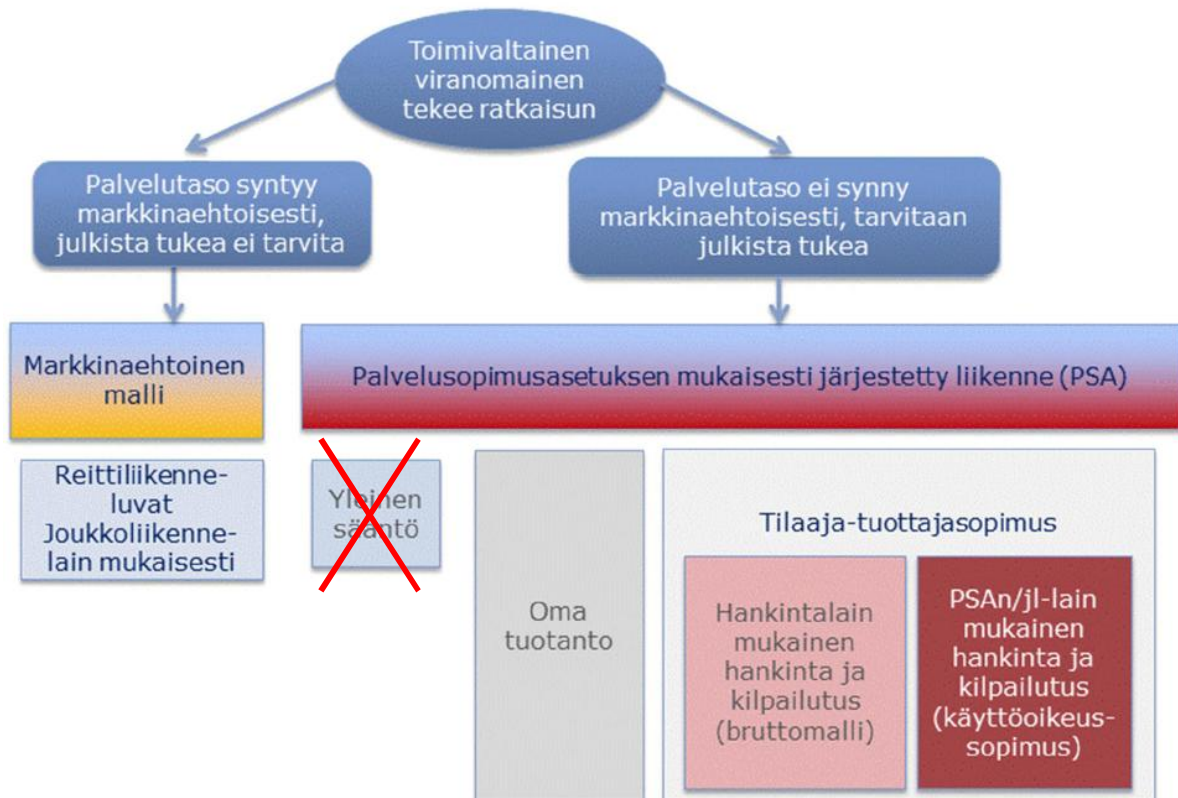 Toimivaltainen
viranomainen
tekee ratkaisun
Palvelutaso syntyy
markkinaehtoisesti,
julkista tukea ei tarvita
Palvelutaso ei synny
markkinaehtoisesti, tarvitaan
julkista tukea
Markkinaehtoinen
malli
Palvelusopimusasetuksen mukaisesti järjestetty liikenne (PSA)
Reittiliikenne-
luvat
Joukkoliikenne-
lain mukaisesti
Yleinen
sääntö
Oma
tuotanto
Tilaaja-tuottajasopimus
Hankintalain
mukainen
hankinta ja
kilpailutus
(bruttomalli)
PSAn/jl-lain
mukainen
hankinta ja
kilpailutus
(käyttöoikeus-
sopimus)